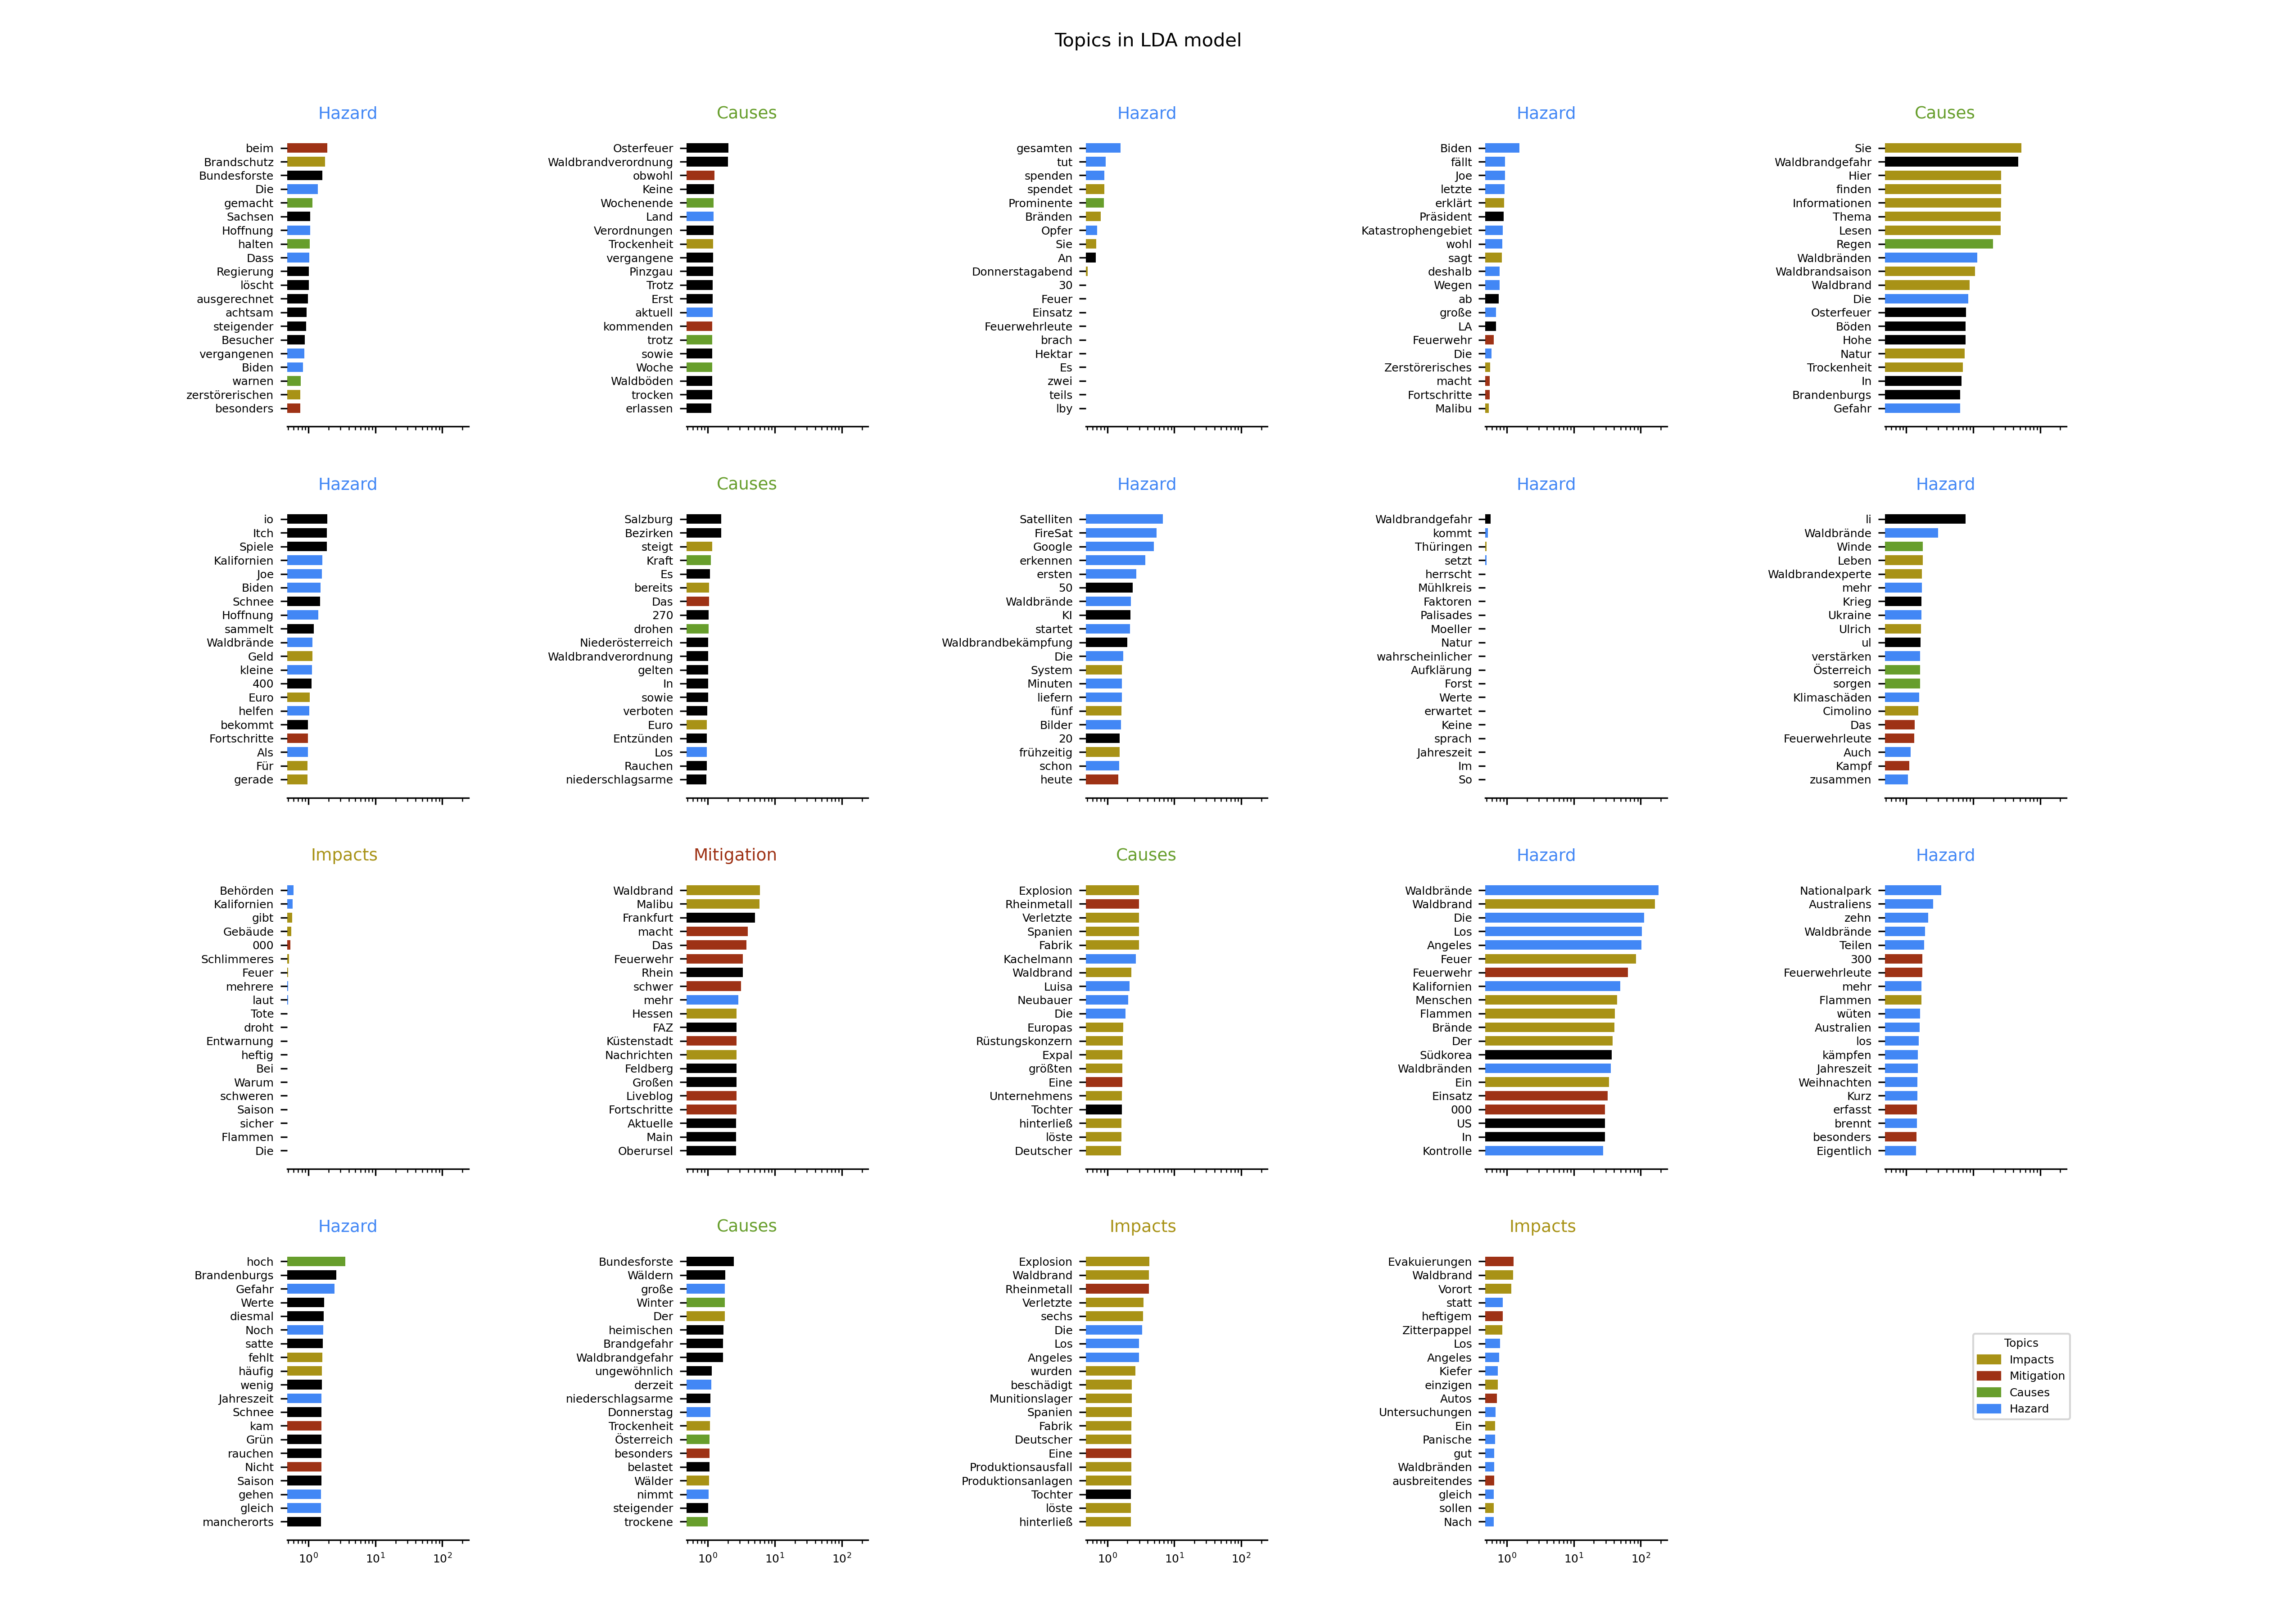 Topics in LDA model
Hazard
beim
Brandschutz
Bundesforste
Die
gemacht
Sachsen
Hoffnung
halten
Dass
Regierung
löscht
ausgerechnet
achtsam
steigender
Besucher
vergangenen
Biden
warnen
zerstörerischen
besonders
Causes
Osterfeuer
Waldbrandverordnung
obwohl
Keine
Wochenende
Land
Verordnungen
Trockenheit
vergangene
Pinzgau
Trotz
Erst
aktuell
kommenden
trotz
sowie
Woche
Waldböden
trocken
erlassen
Hazard
gesamten
tut
spenden
spendet
Prominente
Bränden
Opfer
Sie
An
Donnerstagabend
30
Feuer
Einsatz
Feuerwehrleute
brach
Hektar
Es
zwei
teils
Hazard
Biden
fällt
Joe
letzte
erklärt
Präsident
Katastrophengebiet
wohl
sagt
deshalb
Wegen
ab
große
LA
Feuerwehr
Die
Zerstörerisches
macht
Fortschritte
Malibu
Causes
Sie
Waldbrandgefahr
Hier
finden
Informationen
Thema
Lesen
Regen
Waldbränden
Waldbrandsaison
Waldbrand
Die
Osterfeuer
Böden
Hohe
Natur
Trockenheit
In
Brandenburgs
Gefahr
Hazard
io
Itch
Spiele
Kalifornien
Joe
Biden
Schnee
Hoffnung
sammelt
Waldbrände
Geld
kleine
400
Euro
helfen
bekommt
Fortschritte
Als
Für
gerade
Causes
Salzburg
Bezirken
steigt
Kraft
Es
bereits
Das
270
drohen
Niederösterreich
Waldbrandverordnung
gelten
In
sowie
verboten
Euro
Entzünden
Los
Rauchen
niederschlagsarme
Hazard
Satelliten
FireSat
Google
erkennen
ersten
50
Waldbrände
KI
startet
Waldbrandbekämpfung
Die
System
Minuten
liefern
fünf
Bilder
20
frühzeitig
schon
heute
Hazard
Waldbrandgefahr
kommt
Thüringen
setzt
herrscht
Mühlkreis
Faktoren
Palisades
Moeller
Natur
wahrscheinlicher
Aufklärung
Forst
Werte
erwartet
Keine
sprach
Jahreszeit
Im
So
Hazard
li
Waldbrände
Winde
Leben
Waldbrandexperte
mehr
Krieg
Ukraine
Ulrich
ul
verstärken
Österreich
sorgen
Klimaschäden
Cimolino
Das
Feuerwehrleute
Auch
Kampf
zusammen
Impacts
Behörden
Kalifornien
gibt
Gebäude
000
Schlimmeres
Feuer
mehrere
laut
Tote
droht
Entwarnung
heftig
Bei
Warum
schweren
Saison
sicher
Flammen
Die
Mitigation
Waldbrand
Malibu
Frankfurt
macht
Das
Feuerwehr
Rhein
schwer
mehr
Hessen
FAZ
Küstenstadt
Nachrichten
Feldberg
Großen
Liveblog
Fortschritte
Aktuelle
Main
Oberursel
Causes
Explosion
Rheinmetall
Verletzte
Spanien
Fabrik
Kachelmann
Waldbrand
Luisa
Neubauer
Die
Europas
Rüstungskonzern
Expal
größten
Eine
Unternehmens
Tochter
hinterließ
löste
Deutscher
Hazard
Waldbrände
Waldbrand
Die
Los
Angeles
Feuer
Feuerwehr
Kalifornien
Menschen
Flammen
Brände
Der
Südkorea
Waldbränden
Ein
Einsatz
000
US
In
Kontrolle
Hazard
Nationalpark
Australiens
zehn
Waldbrände
Teilen
300
Feuerwehrleute
mehr
Flammen
wüten
Australien
los
kämpfen
Jahreszeit
Weihnachten
Kurz
erfasst
brennt
besonders
Eigentlich
Hazard
hoch
Brandenburgs
Gefahr
Werte
diesmal
Noch
satte
fehlt
häufig
wenig
Jahreszeit
Schnee
kam
Grün
rauchen
Nicht
Saison
gehen
gleich
mancherorts
10⁰ 10¹ 10²
Causes
Bundesforste
Wäldern
große
Winter
Der
heimischen
Brandgefahr
Waldbrandgefahr
ungewöhnlich
derzeit
niederschlagsarme
Donnerstag
Trockenheit
Österreich
besonders
belastet
Wälder
nimmt
steigender
trockene
10⁰ 10¹ 10²
Impacts
Explosion
Waldbrand
Rheinmetall
Verletzte
sechs
Die
Los
Angeles
wurden
beschädigt
Munitionslager
Spanien
Fabrik
Deutscher
Eine
Produktionsausfall
Produktionsanlagen
Tochter
löste
hinterließ
10⁰ 10¹ 10²
Impacts
Evakuierungen
Waldbrand
Vorort
statt
heftigem
Zitterpappel
Los
Angeles
Kiefer
einzigen
Autos
Untersuchungen
Ein
Panische
gut
Waldbränden
ausbreitendes
gleich
sollen
Nach
10⁰ 10¹ 10²
Topics
Impacts
Mitigation
Causes
Hazard